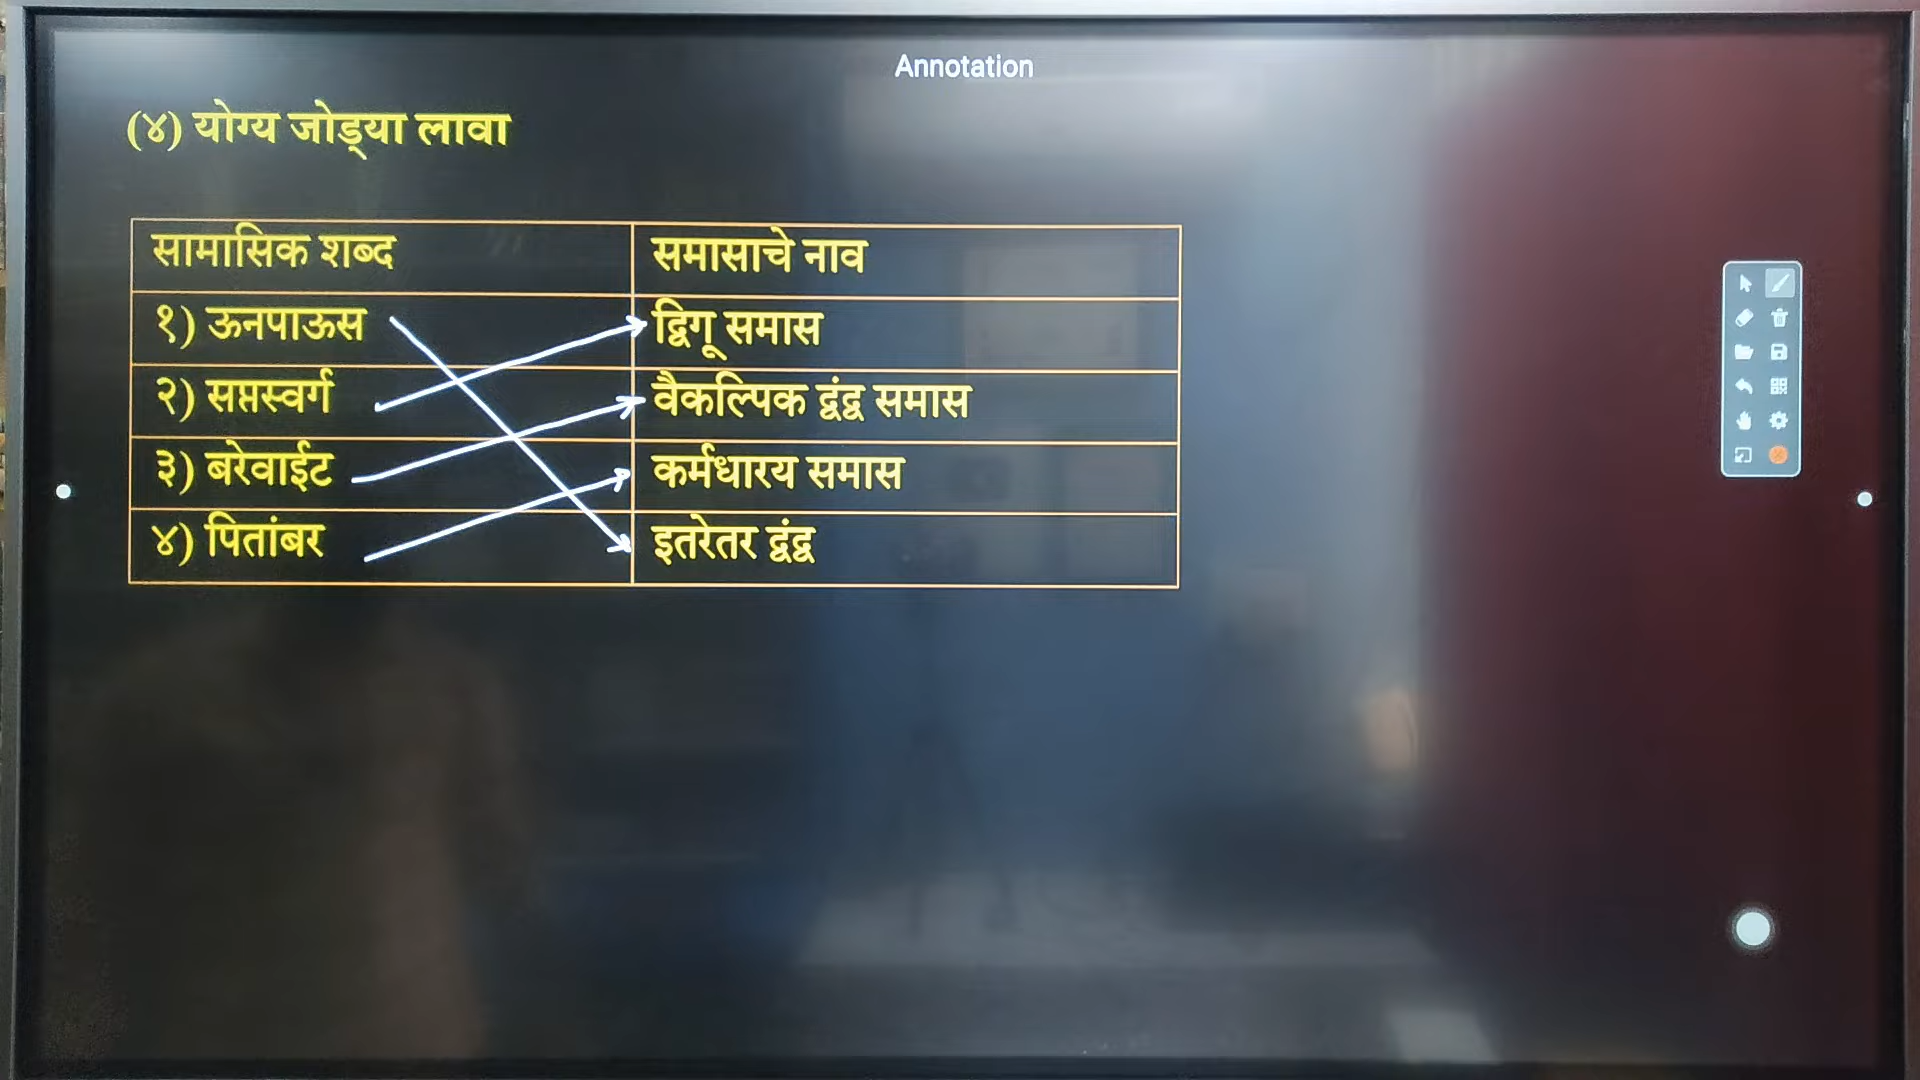 Annotation
(४) योग्य जोड्या लावा
सामासिक शब्द समासाचे नाव
१) ऊनपाऊस द्विगू समास
२) सप्तस्वर्ग वैकल्पिक द्वंद्व समास
३) बरेवाईट कर्मधारय समास
४) पितांबर इतरेतर द्वंद्व